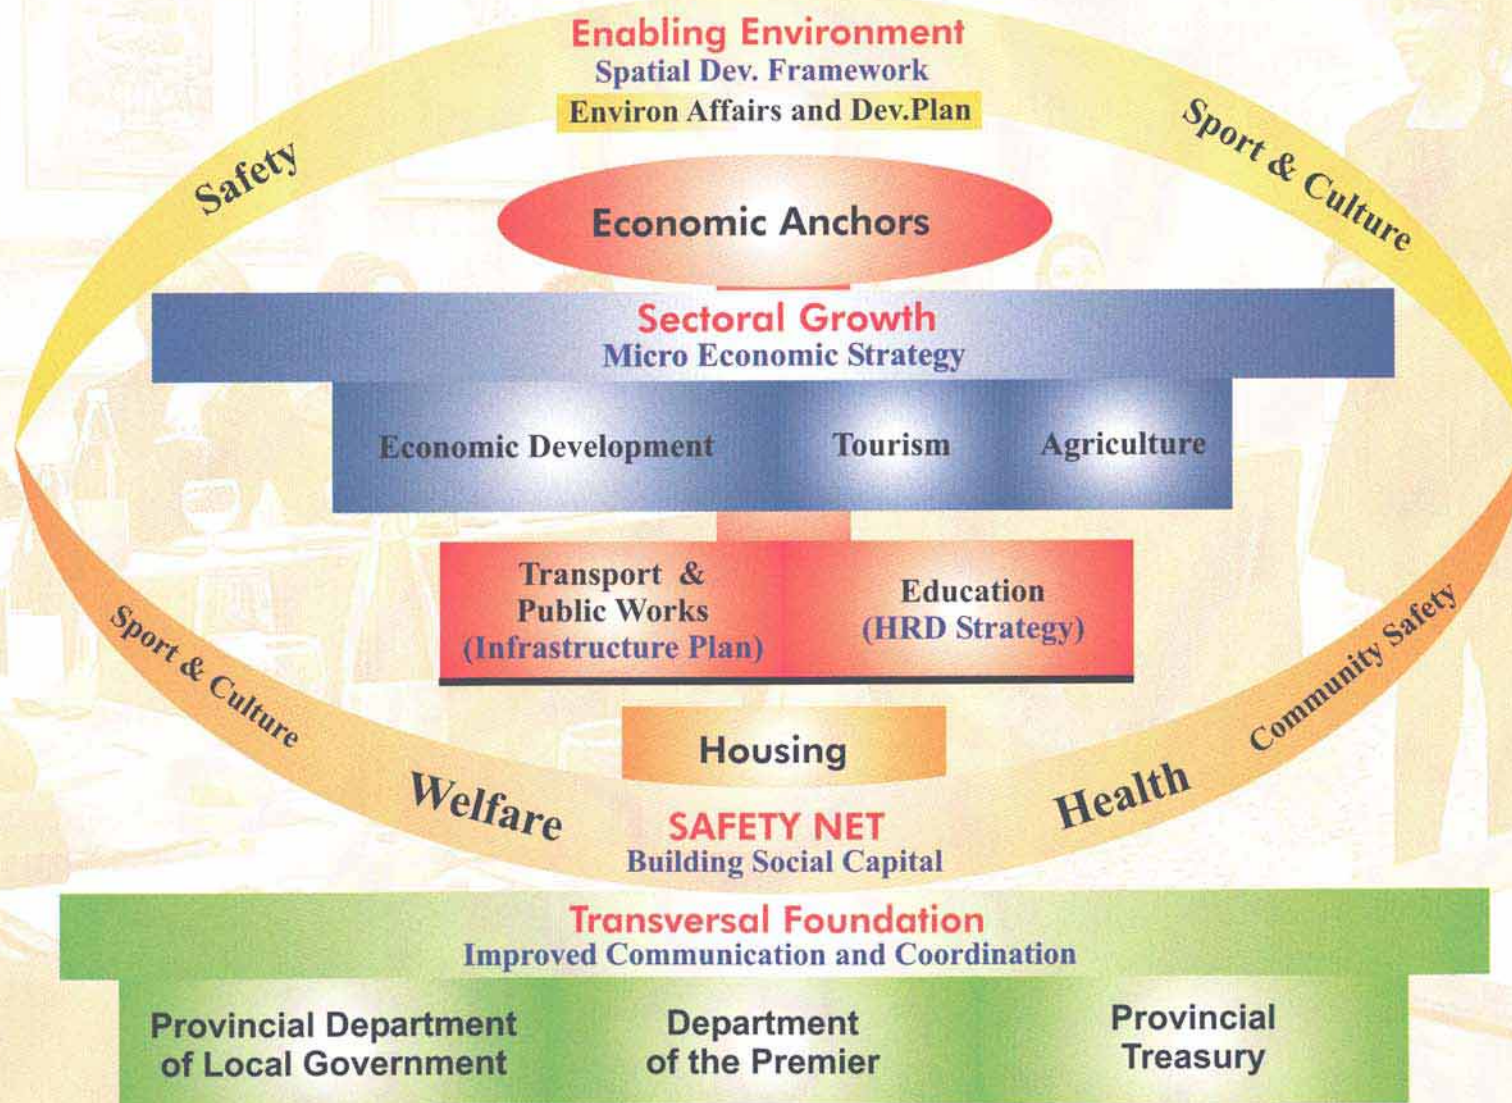 Enabling Environment
Spatial Dev. Framework
Environ Affairs and Dev.Plan
Safety
Sport & Culture
Economic Anchors
Sectoral Growth
Micro Economic Strategy
Economic Development
Tourism
Agriculture
Transport &
Public Works
(Infrastructure Plan)
Education
(HRD Strategy)
Sport & Culture
Community Safety
Housing
Welfare
Health
SAFETY NET
Building Social Capital
Transversal Foundation
Improved Communication and Coordination
Provincial Department
of Local Government
Department
of the Premier
Provincial
Treasury